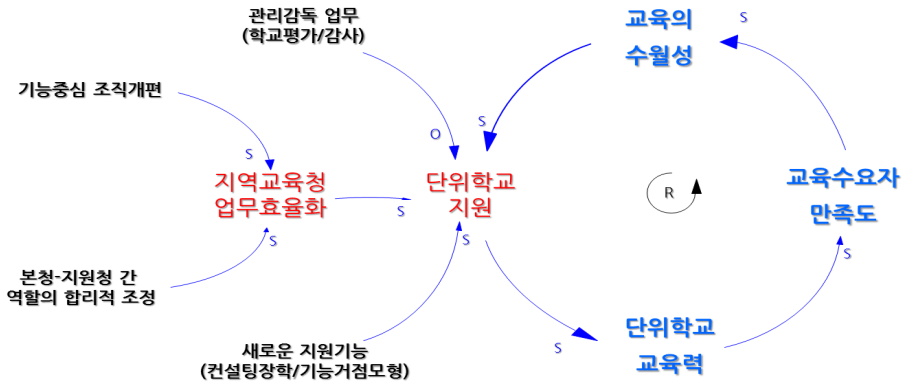 관리감독 업무
(학교평가/감사)
교육의
수월성
S
기능중심 조직개편
S
O
S
지역교육청
업무효율화
S
단위학교
지원
R
교육수요자
만족도
S
S
S
본청-지원청 간
역할의 합리적 조정
새로운 지원기능
(컨설팅장학/기능거점모형)
S
단위학교
교육력